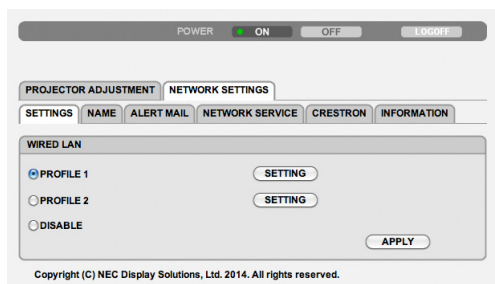 POWER ON OFF LOGOFF
PROJECTOR ADJUSTMENT NETWORK SETTINGS
SETTINGS NAME ALERT MAIL NETWORK SERVICE CRESTRON INFORMATION
WIRED LAN
PROFILE 1 SETTING
PROFILE 2 SETTING
DISABLE
APPLY
Copyright (C) NEC Display Solutions, Ltd. 2014. All rights reserved.